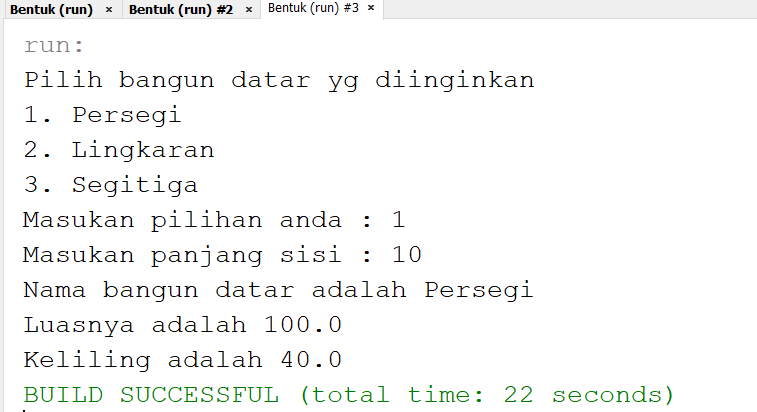 Bentuk (run) × Bentuk (run) #2 × Bentuk (run) #3 ×
run:
Pilih bangun datar yg diinginkan
1. Persegi
2. Lingkaran
3. Segitiga
Masukan pilihan anda : 1
Masukan panjang sisi : 10
Nama bangun datar adalah Persegi
Luasnya adalah 100.0
Keliling adalah 40.0
BUILD SUCCESSFUL (total time: 22 seconds)